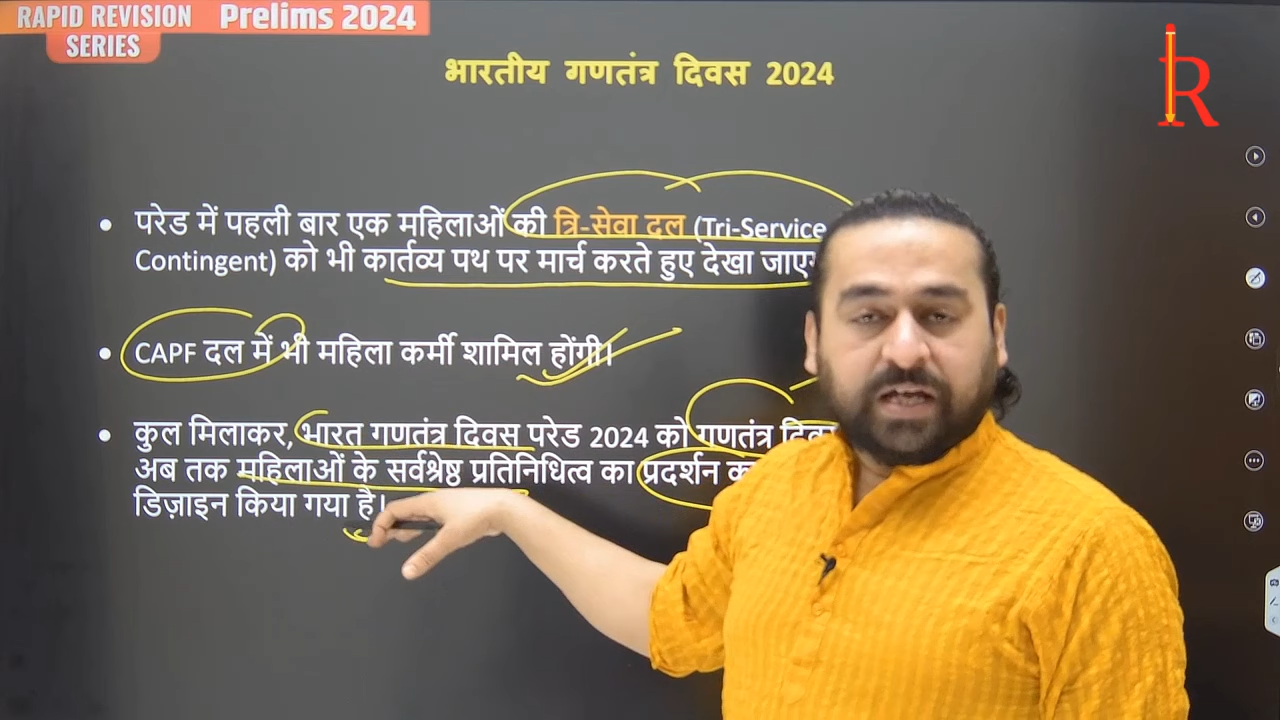 RAPID REVISION
SERIES
Prelims 2024
भारतीय गणतंत्र दिवस 2024
R
• परेड में पहली बार एक महिलाओं की त्रि-सेवा दल (Tri-Service
Contingent) को भी कार्तव्य पथ पर मार्च करते हुए देखा
• CAPF दल में भी महिला कर्मी शामिल होंगी।
• कुल मिलाकर, भारत गणतंत्र दिवस परेड 2024 को गणतंत्र
अब तक महिलाओं के सर्वश्रेष्ठ प्रतिनिधित्व का प्रदर्शन
डिज़ाइन किया गया है।